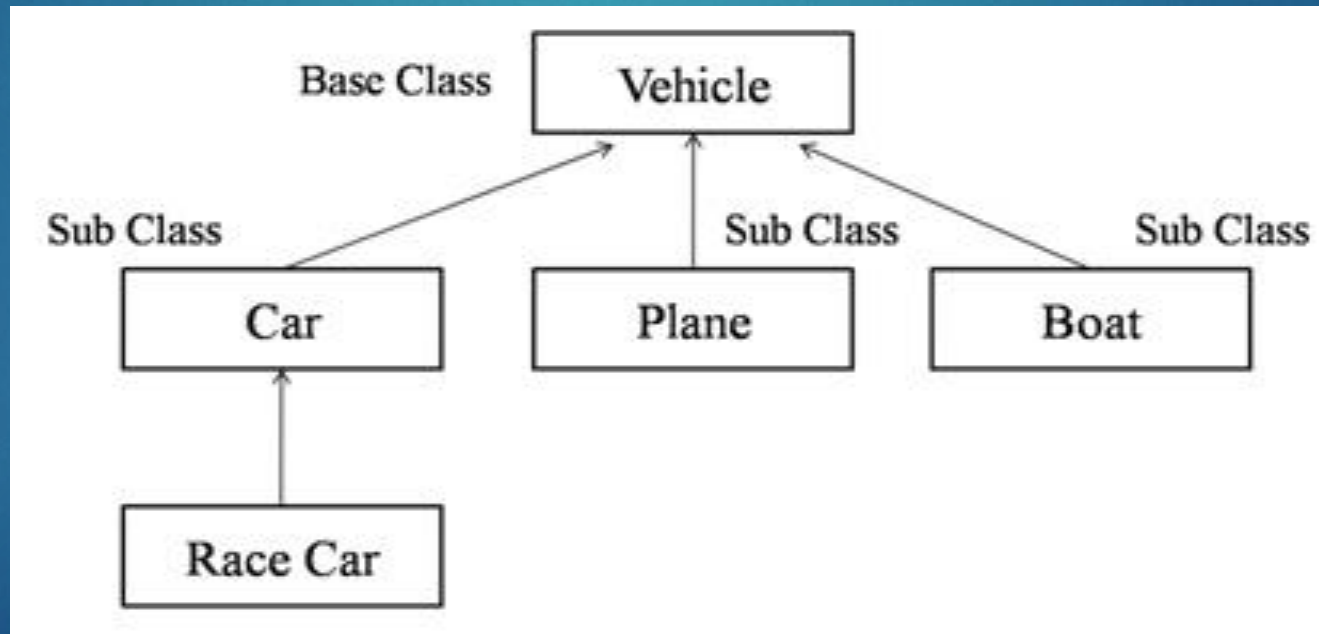 Base Class
Vehicle
Sub Class
Sub Class
Sub Class
Car
Plane
Boat
Race Car